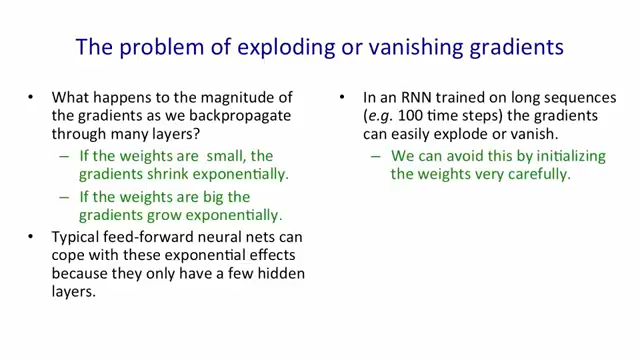 The problem of exploding or vanishing gradients
• What happens to the magnitude of
the gradients as we backpropagate
through many layers?
– If the weights are small, the
gradients shrink exponentially.
– If the weights are big the
gradients grow exponentially.
• Typical feed-forward neural nets can
cope with these exponential effects
because they only have a few hidden
layers.
• In an RNN trained on long sequences
(e.g. 100 time steps) the gradients
can easily explode or vanish.
– We can avoid this by initializing
the weights very carefully.